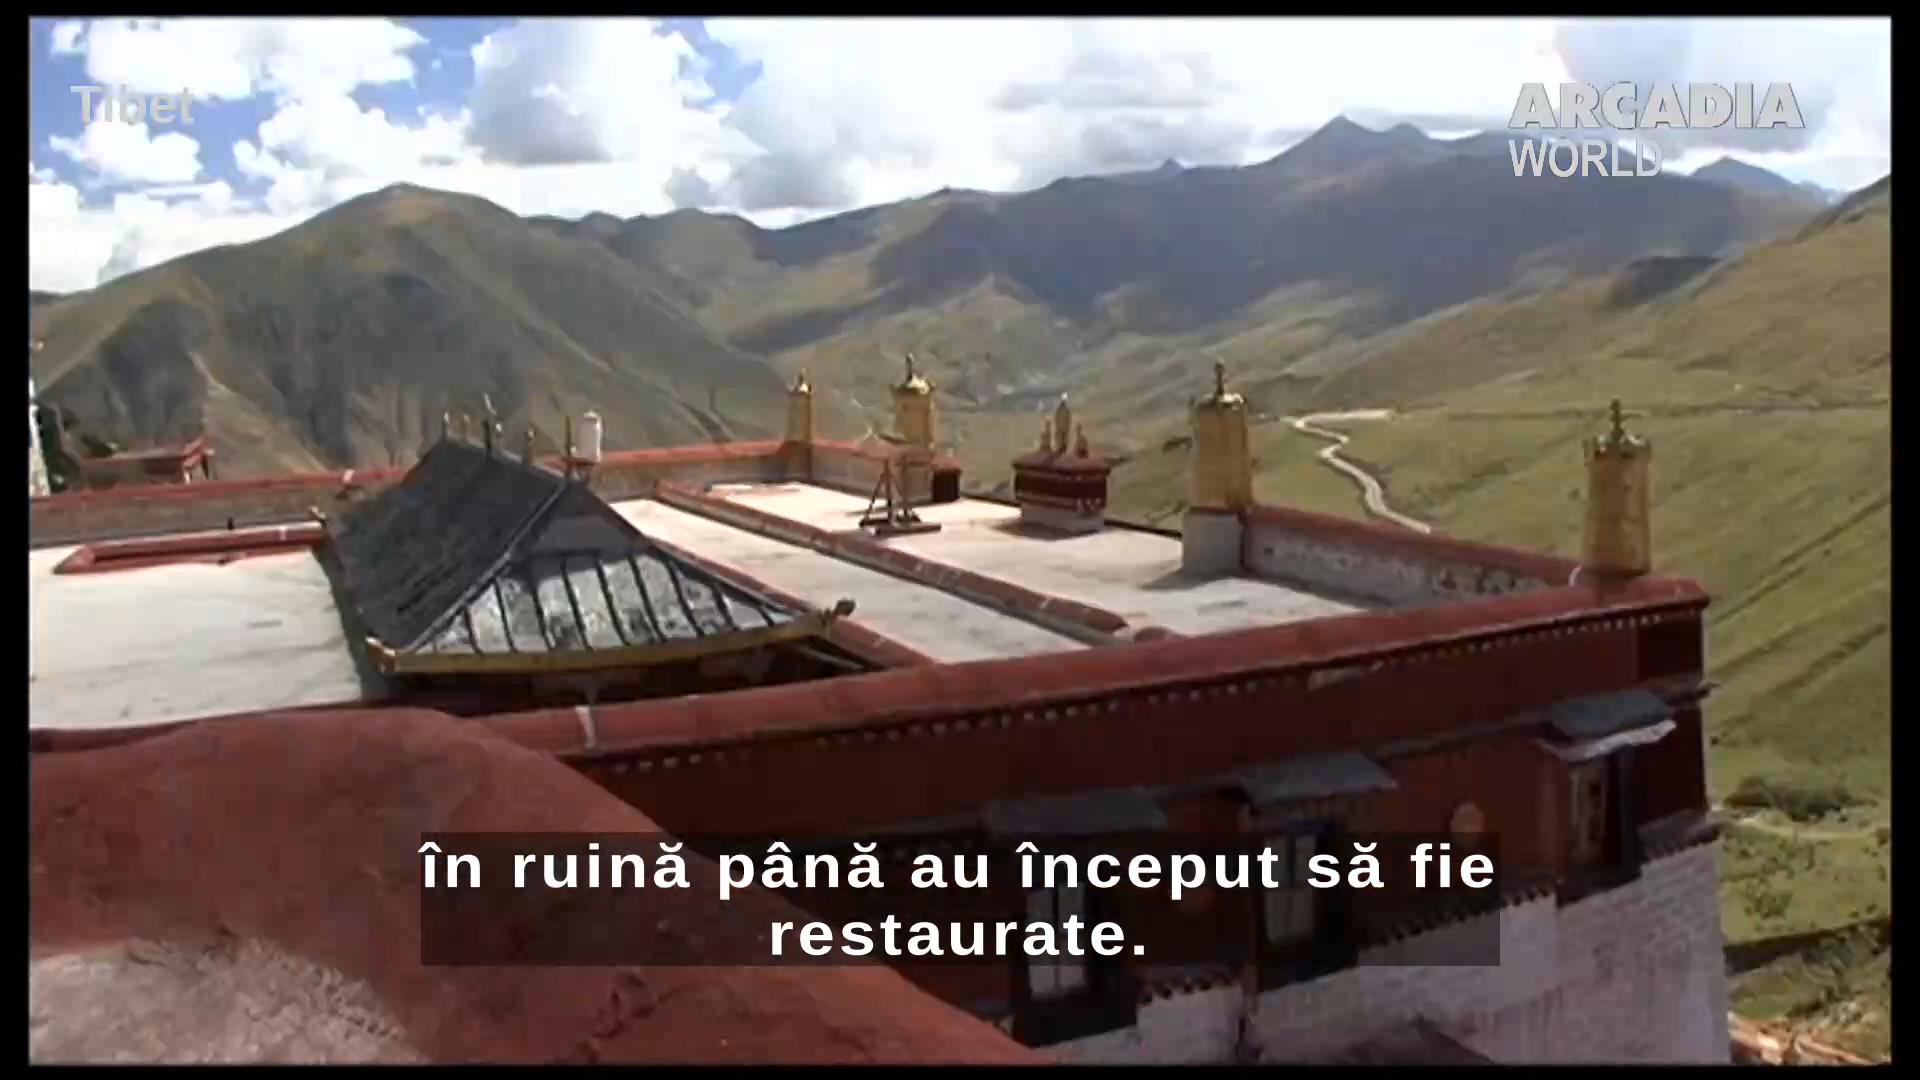 Tibet
ARCADIA
WORLD
în ruină până au început să fie
restaurate.